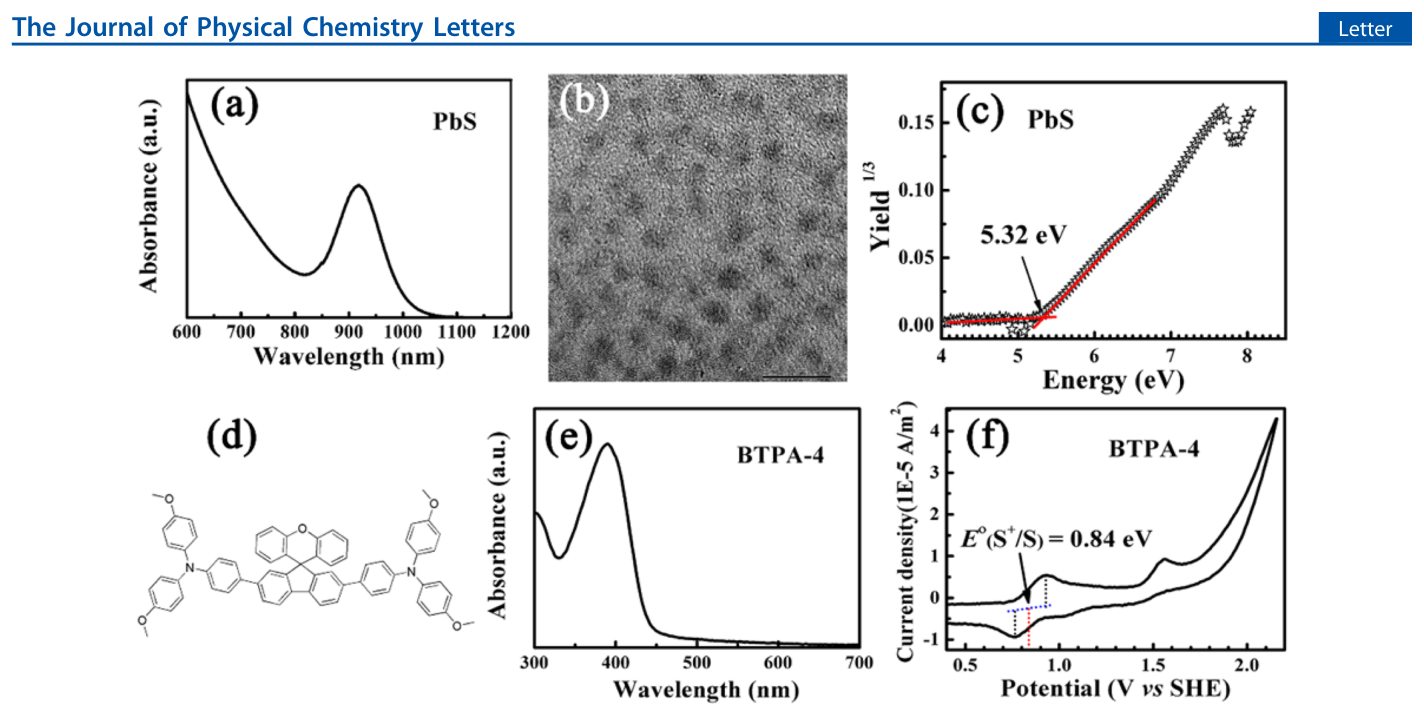 The Journal of Physical Chemistry Letters
Letter
(a)
PbS
Absorbance (a.u.)
600 700 800 900 1000 1100 1200
Wavelength (nm)
(b)
(c)
PbS
Yield 1/3
0.15
0.10
0.05
0.00
5.32 eV
4 5 6 7 8
Energy (eV)
(d)
O
O
O
N
N
O
O
(e)
BTPA-4
Absorbance (a.u.)
300 400 500 600 700
Wavelength (nm)
(f)
BTPA-4
Current density(1E-5 A/m²)
4
3
2
1
0
-1
E°(S⁺/S) = 0.84 eV
0.5 1.0 1.5 2.0
Potential (V vs SHE)